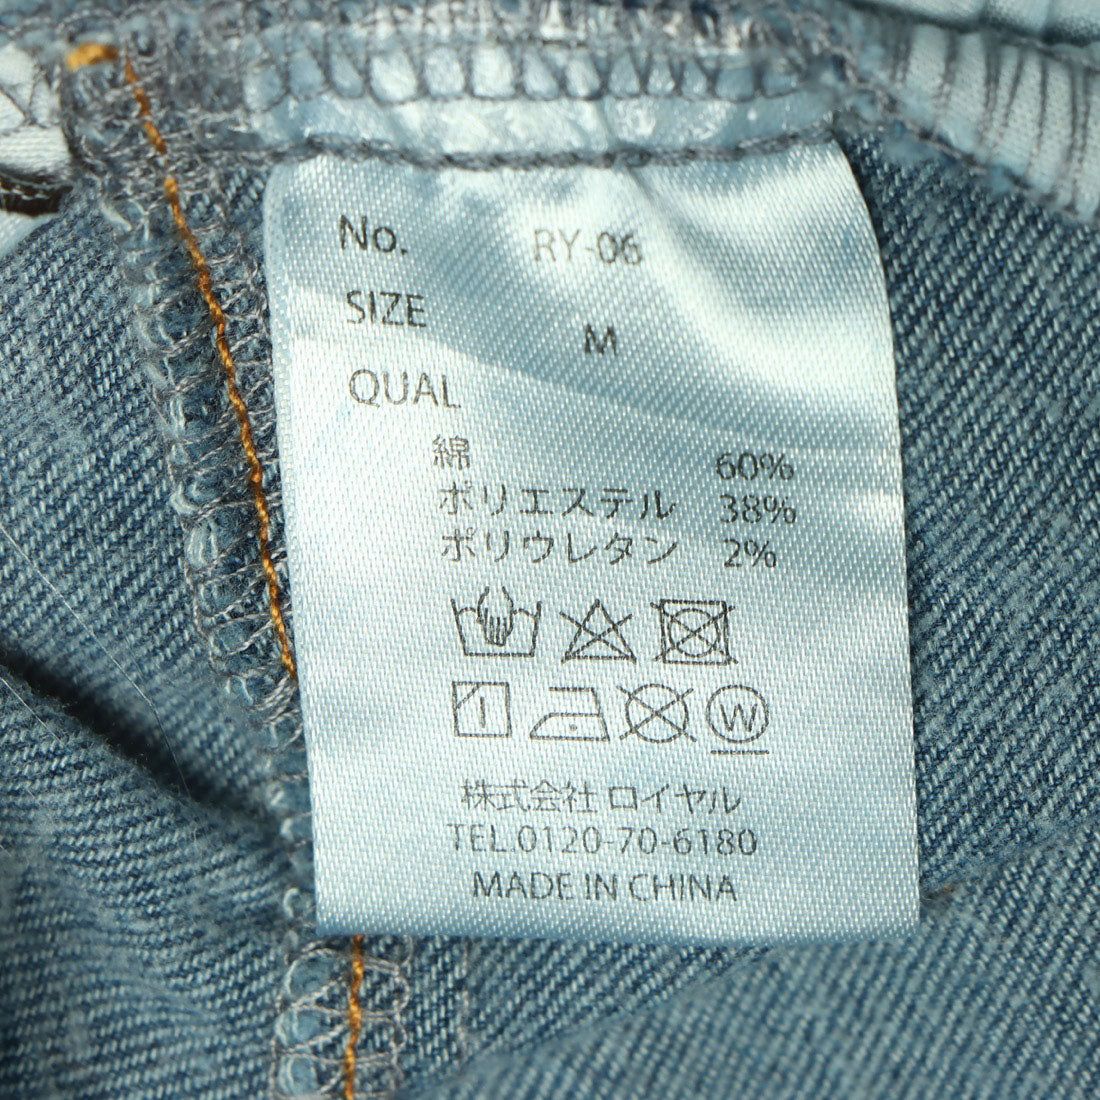 No. RY-06
SIZE M
QUAL
綿 60%
ポリエステル 38%
ポリウレタン 2%
W
株式会社 ロイヤル
TEL.0120-70-6180
MADE IN CHINA